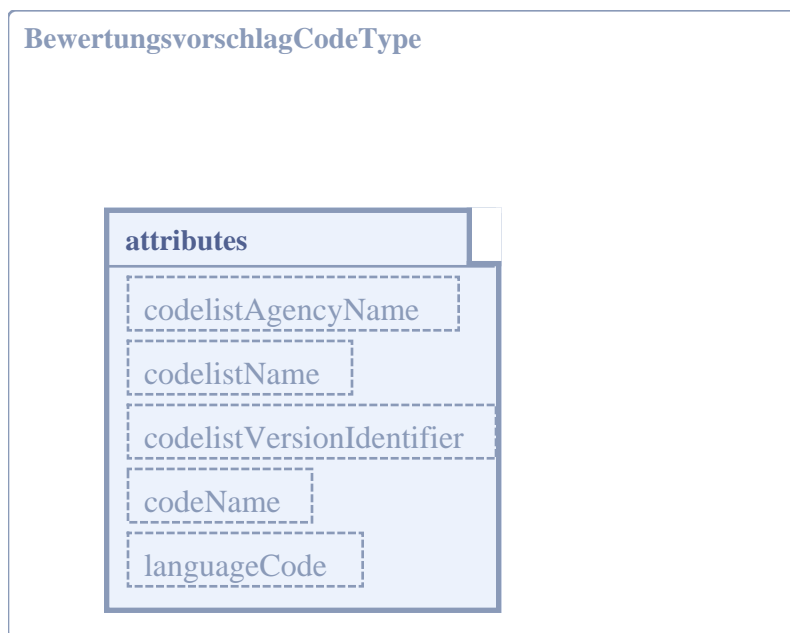 BewertungsvorschlagCodeType
attributes
codelistAgencyName
codelistName
codelistVersionIdentifier
codeName
languageCode